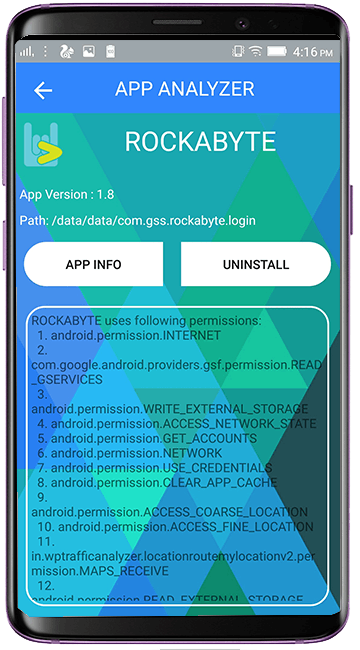 4:16 PM
APP ANALYZER
ROCKABYTE
App Version : 1.8
Path: /data/data/com.gss.rockabyte.login
APP INFO
UNINSTALL
ROCKABYTE uses following permissions:
1. android.permission.INTERNET
2.
com.google.android.providers.gsf.permission.READ
_GSERVICES
3.
android.permission.WRITE_EXTERNAL_STORAGE
4. android.permission.ACCESS_NETWORK_STATE
5. android.permission.GET_ACCOUNTS
6. android.permission.NETWORK
7. android.permission.USE_CREDENTIALS
8. android.permission.CLEAR_APP_CACHE
9.
android.permission.ACCESS_COARSE_LOCATION
10. android.permission.ACCESS_FINE_LOCATION
11.
in.wptrafficanalyzer.locationroutemylocationv2.per
mission.MAPS_RECEIVE
12.
android.permission.READ_EXTERNAL_STORAGE